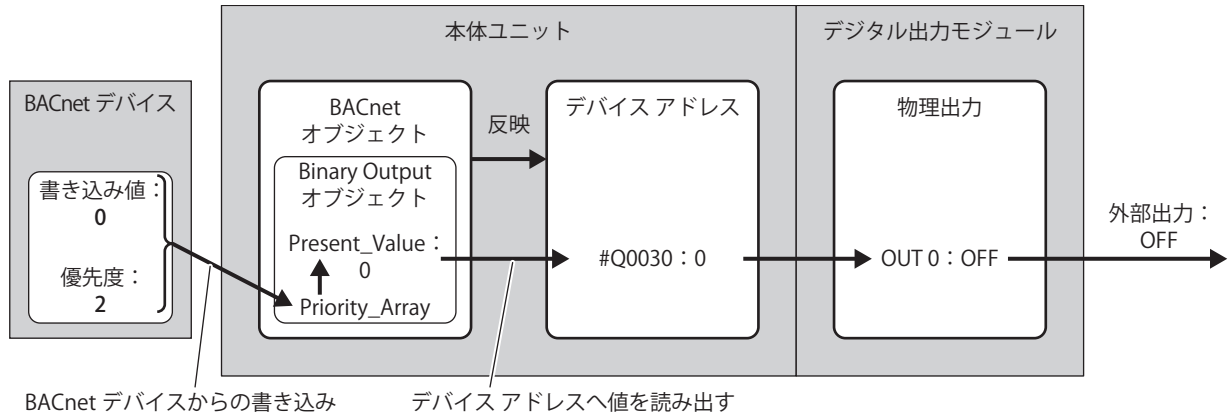 本体ユニット
デジタル出力モジュール
BACnet デバイス
書き込み値：
0
優先度：
2
BACnet
オブジェクト
Binary Output
オブジェクト
Present_Value：
0
Priority_Array
反映
デバイス アドレス
#Q0030：0
物理出力
OUT 0：OFF
外部出力：
OFF
BACnet デバイスからの書き込み
デバイス アドレスへ値を読み出す